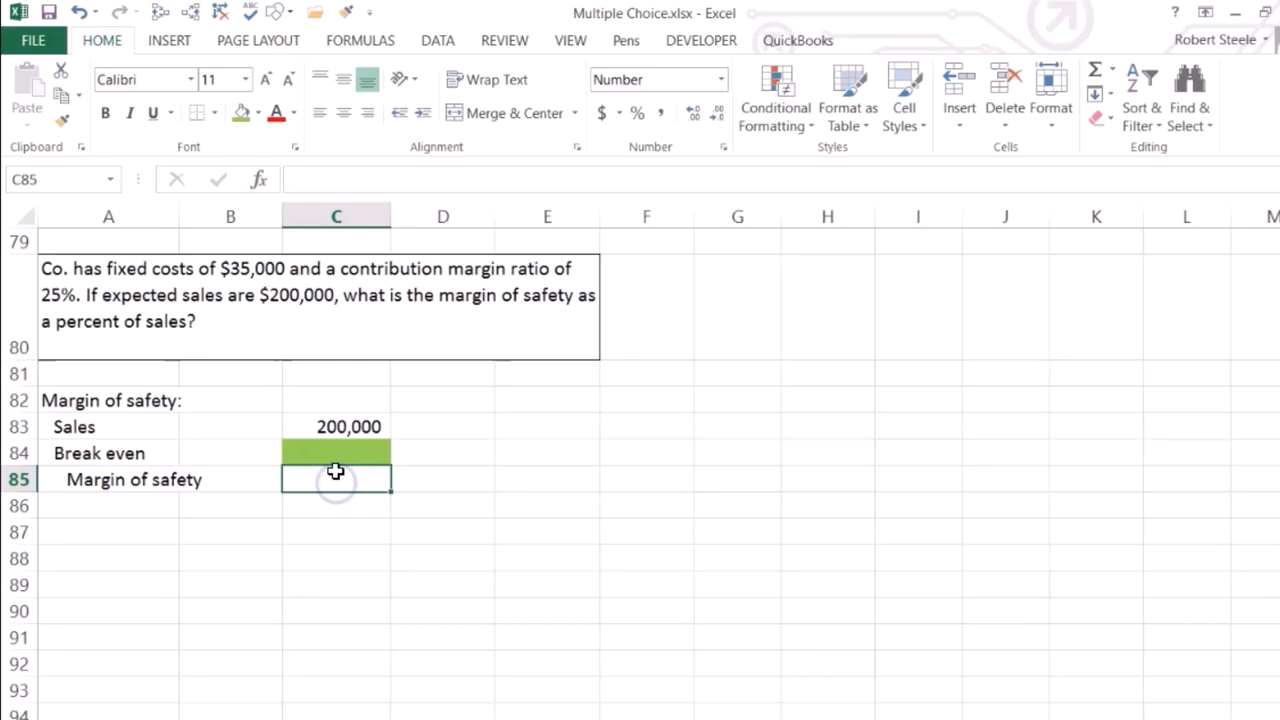 Multiple Choice.xlsx - Excel
?
FILE HOME INSERT PAGE LAYOUT FORMULAS DATA REVIEW VIEW Pens DEVELOPER QuickBooks Robert Steele
Calibri 11 Wrap Text Number
Paste B I U A Merge & Center $ % , Conditional Formatting Format as Table Cell Styles Insert Delete Format Sort & Filter Find & Select
Clipboard Font Alignment Number Styles Cells Editing
C85 fx
A B C D E F G H I J K L M
79
80 Co. has fixed costs of $35,000 and a contribution margin ratio of
25%. If expected sales are $200,000, what is the margin of safety as
a percent of sales?
81
82 Margin of safety:
83 Sales 200,000
84 Break even
85 Margin of safety
86
87
88
89
90
91
92
93
94